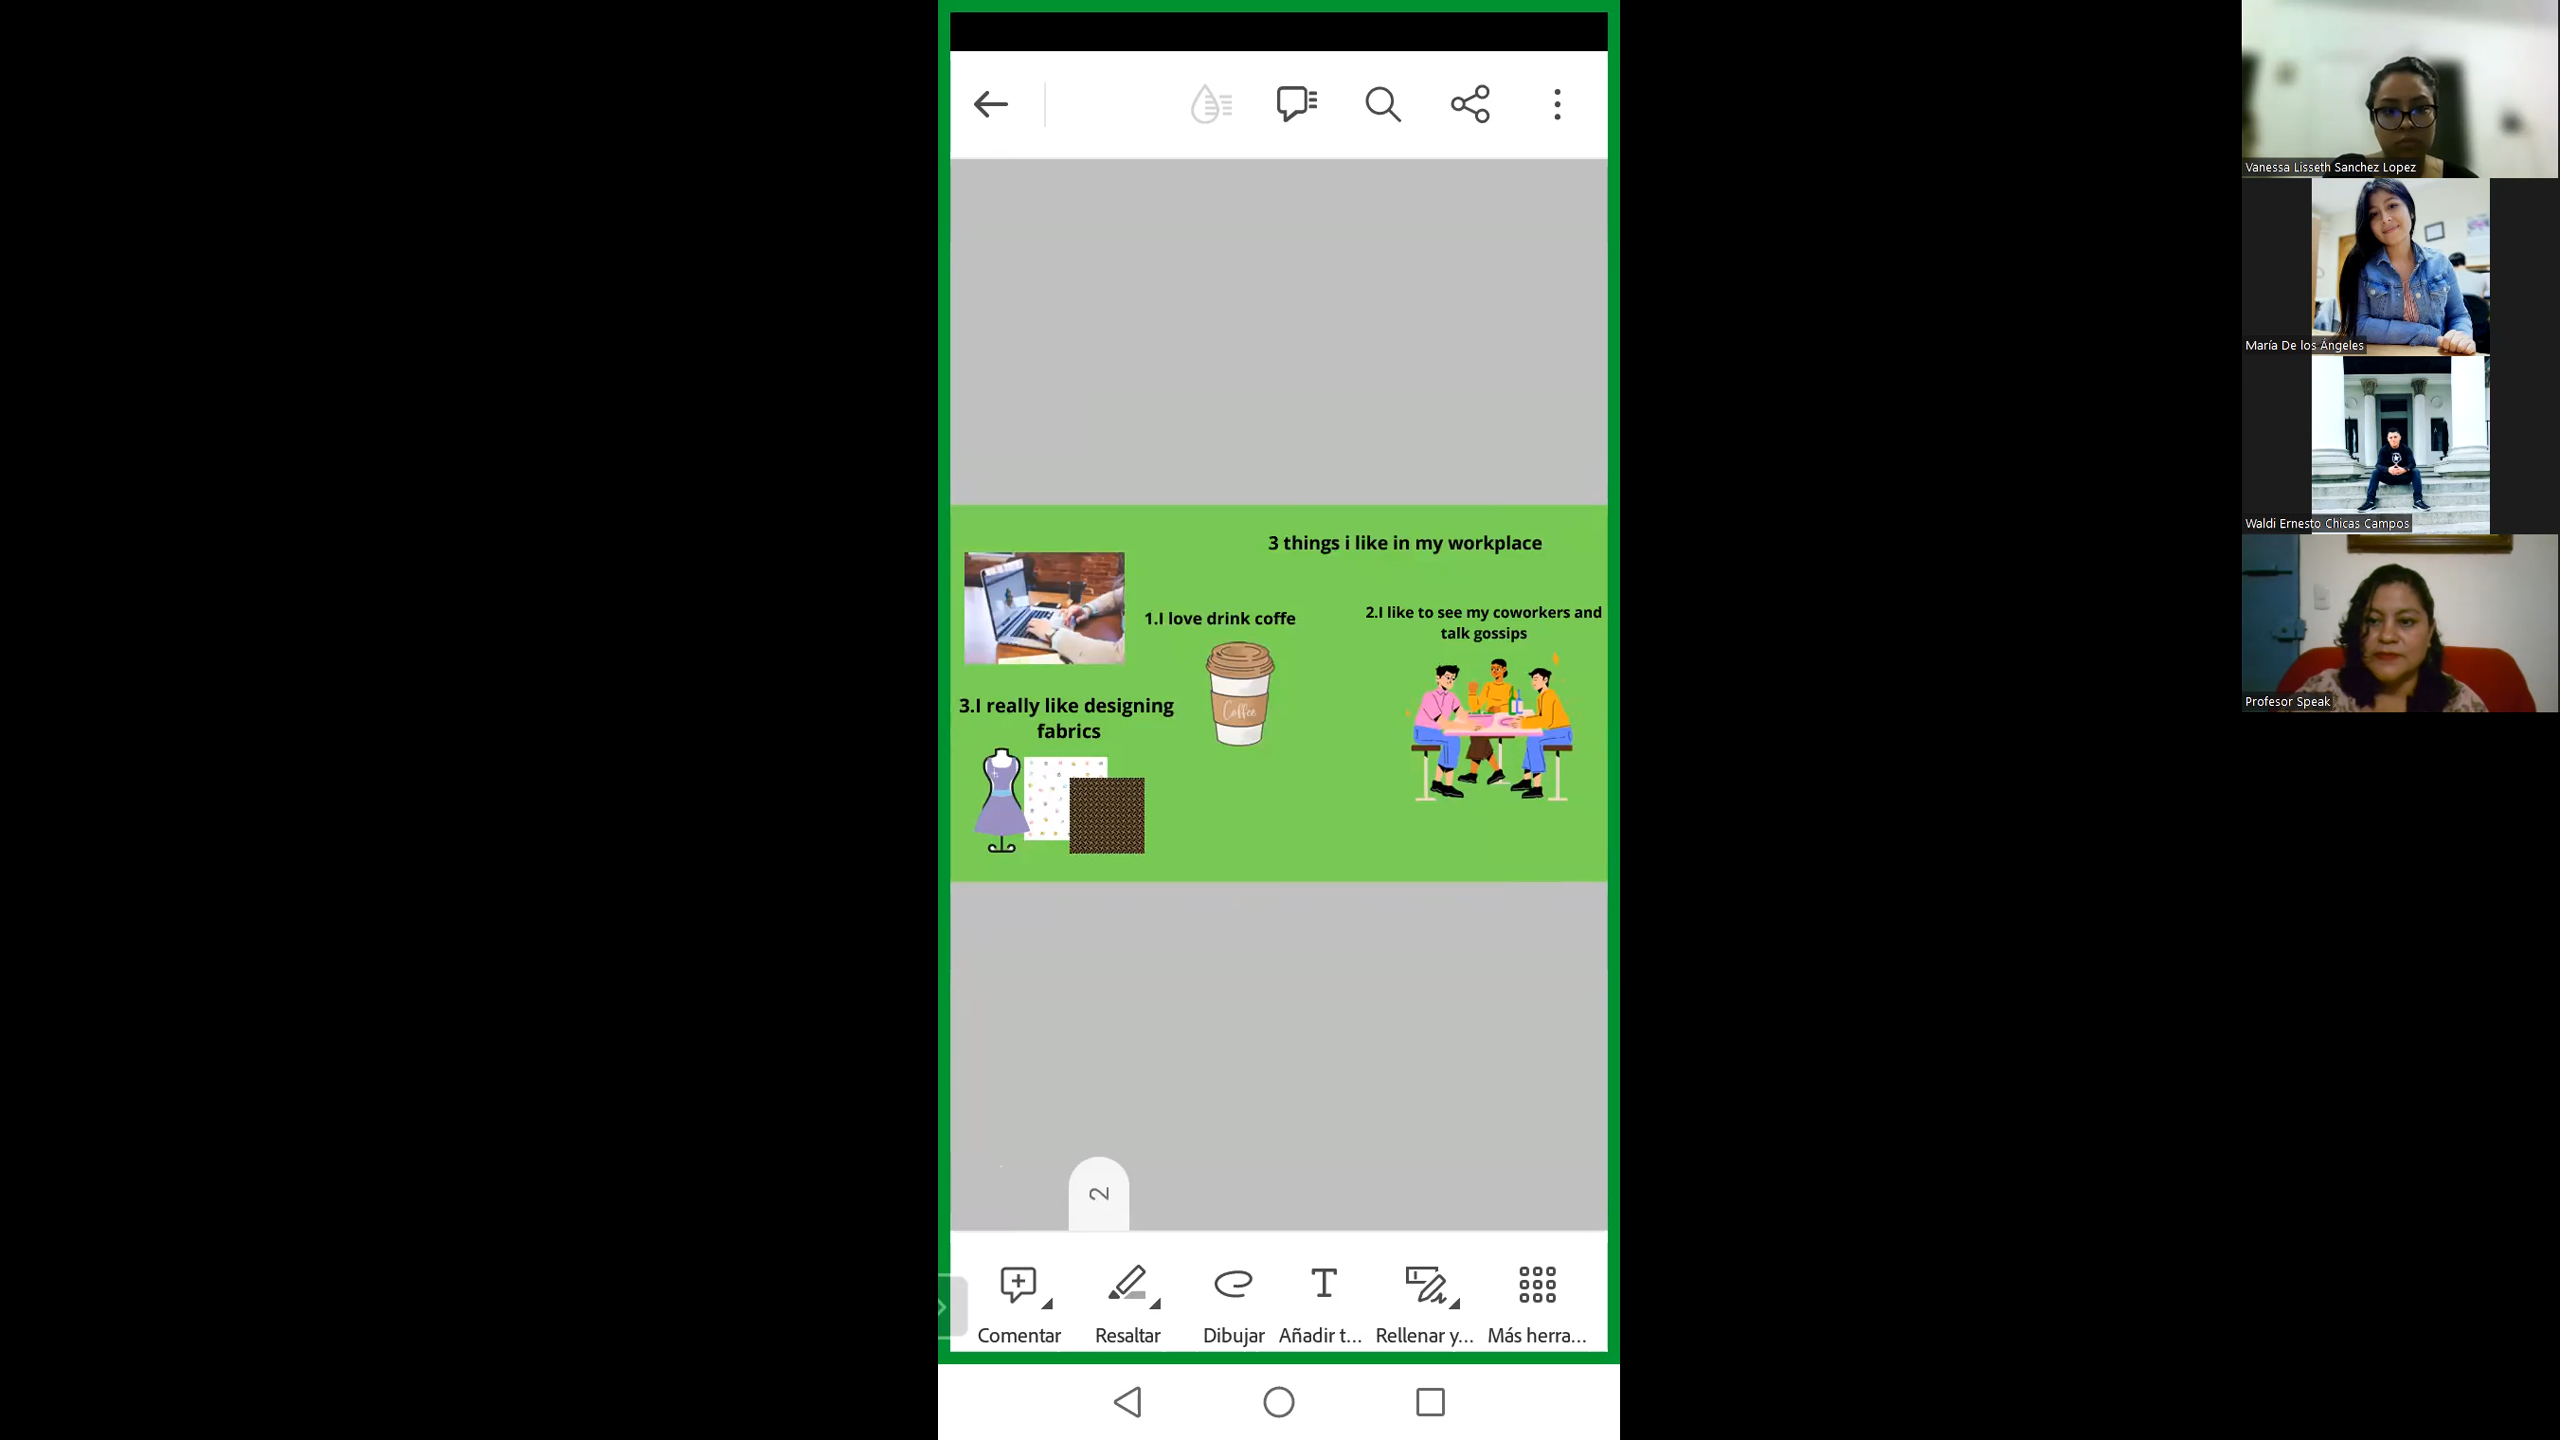 3 things i like in my workplace
1.I love drink coffe
2.I like to see my coworkers and
talk gossips
Coffee
3.I really like designing
fabrics
2
Comentar
Resaltar
Dibujar
Añadir t...
Rellenar y...
Más herra...
Vanessa Lisseth Sanchez Lopez
María De los Ángeles
Waldi Ernesto Chicas Campos
Profesor Speak